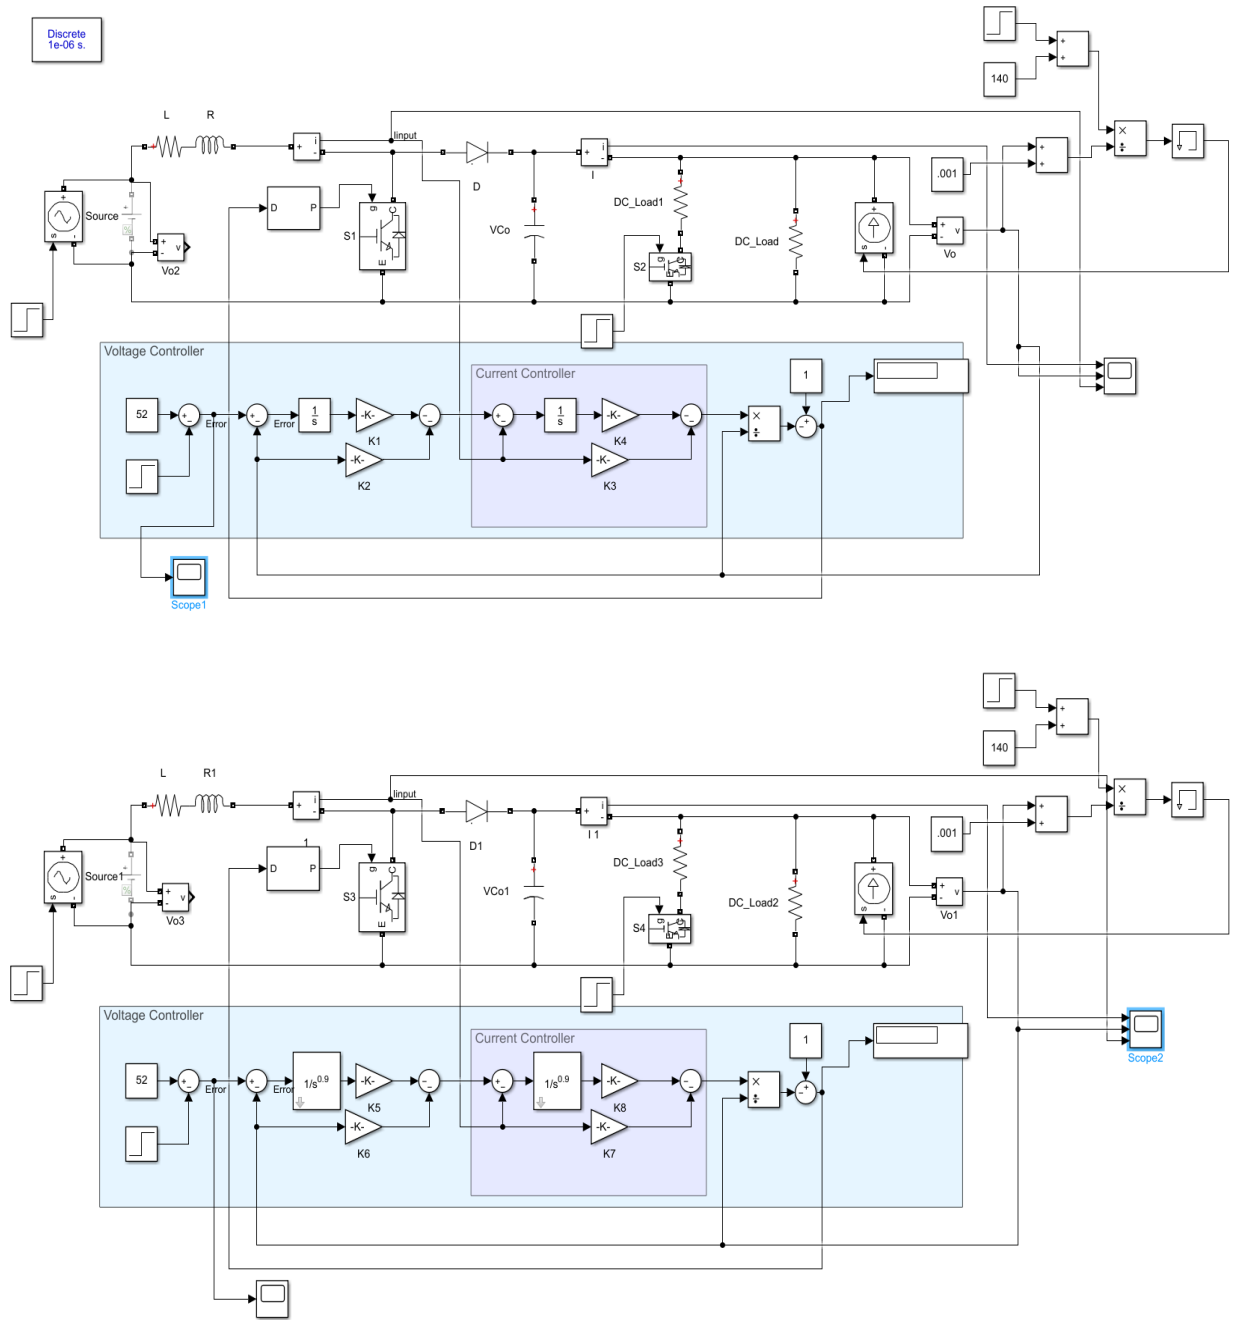 Discrete
1e-06 s.
140
L
R
Iinput
i
+
-
D
I
.001
Source
Vo2
D P
S1
g C E
VCo
DC_Load1
S2
DC_Load
Vo
Voltage Controller
Current Controller
52
Error
Error
1
s
-K-
K1
-K-
K2
1
s
-K-
K4
-K-
K3
×
÷
1
Scope1
140
L
R1
Iinput
i
+
-
D1
I 1
.001
Source1
Vo3
1
D P
S3
g C E
VCo1
DC_Load3
S4
DC_Load2
Vo1
Voltage Controller
Current Controller
52
Error
Error
1/s0.9
-K-
K5
-K-
K6
1/s0.9
-K-
K8
-K-
K7
×
÷
1
Scope2